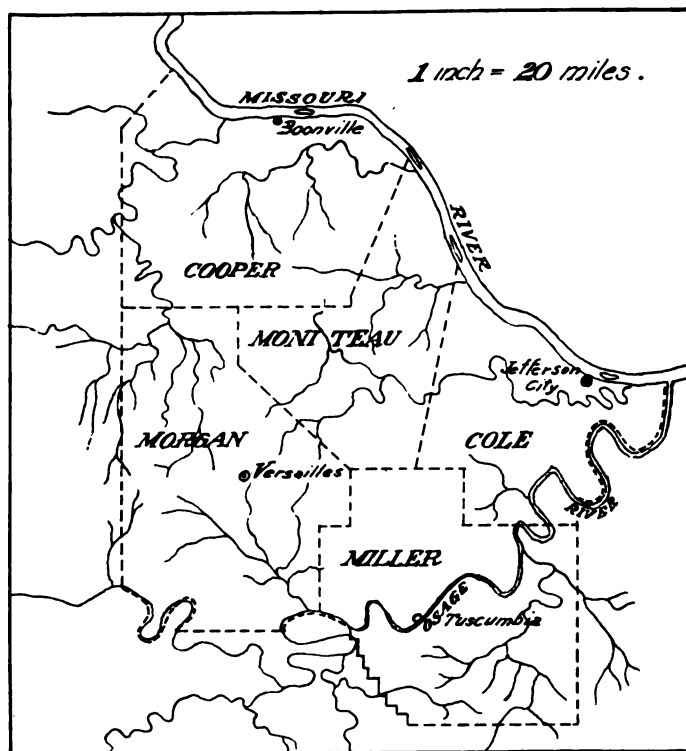 1 inch = 20 miles.
MISSOURI
Boonville
RIVER
COOPER
MONITEAU
Jefferson
City
MORGAN
COLE
Versailles
RIVER
MILLER
OSAGE
Tuscumbia